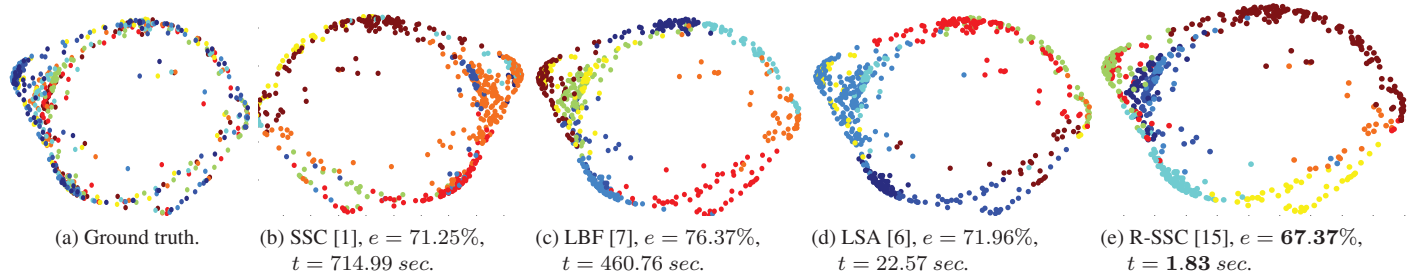 (a) Ground truth.
(b) SSC [1], e = 71.25%,
t = 714.99 sec.
(c) LBF [7], e = 76.37%,
t = 460.76 sec.
(d) LSA [6], e = 71.96%,
t = 22.57 sec.
(e) R-SSC [15], e = 67.37%,
t = 1.83 sec.